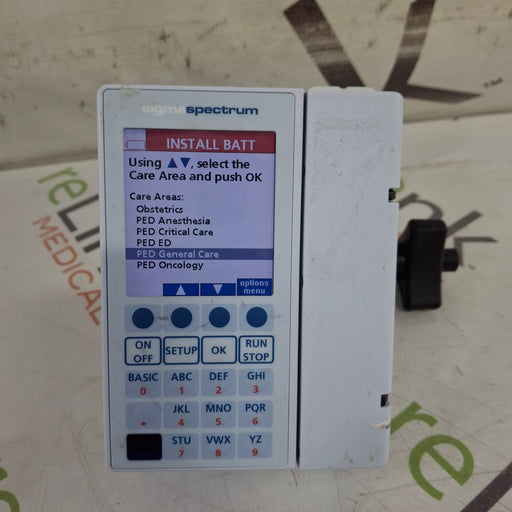 sigmaspectrum
INSTALL BATT
Using ▲▼, select the
Care Area and push OK
Care Areas:
Obstetrics
PED Anesthesia
PED Critical Care
PED ED
PED General Care
PED Oncology
▲ ▼ options
menu
ON
OFF
SETUP
OK
RUN
STOP
BASIC ABC DEF GHI
0 1 2 3
JKL MNO PQR
. 4 5 6
STU VWX YZ
7 8 9
MEDICAL